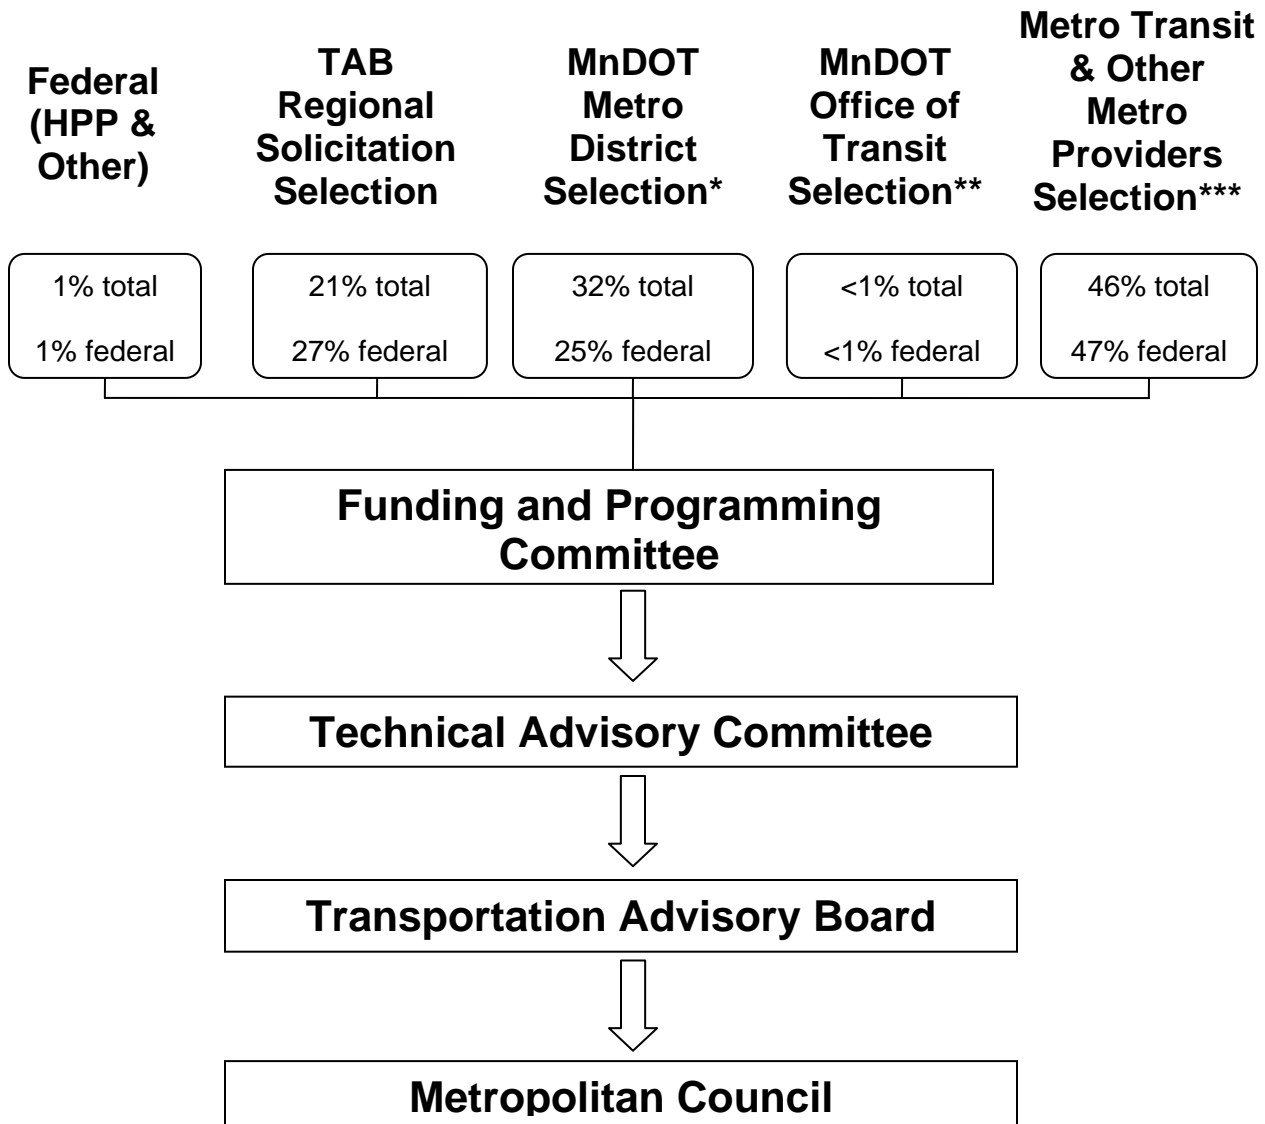 Federal
(HPP &
Other)
TAB
Regional
Solicitation
Selection
MnDOT
Metro
District
Selection*
MnDOT
Office of
Transit
Selection**
Metro Transit
& Other
Metro
Providers
Selection***
1% total
1% federal
21% total
27% federal
32% total
25% federal
<1% total
<1% federal
46% total
47% federal
Funding and Programming
Committee
Technical Advisory Committee
Transportation Advisory Board
Metropolitan Council